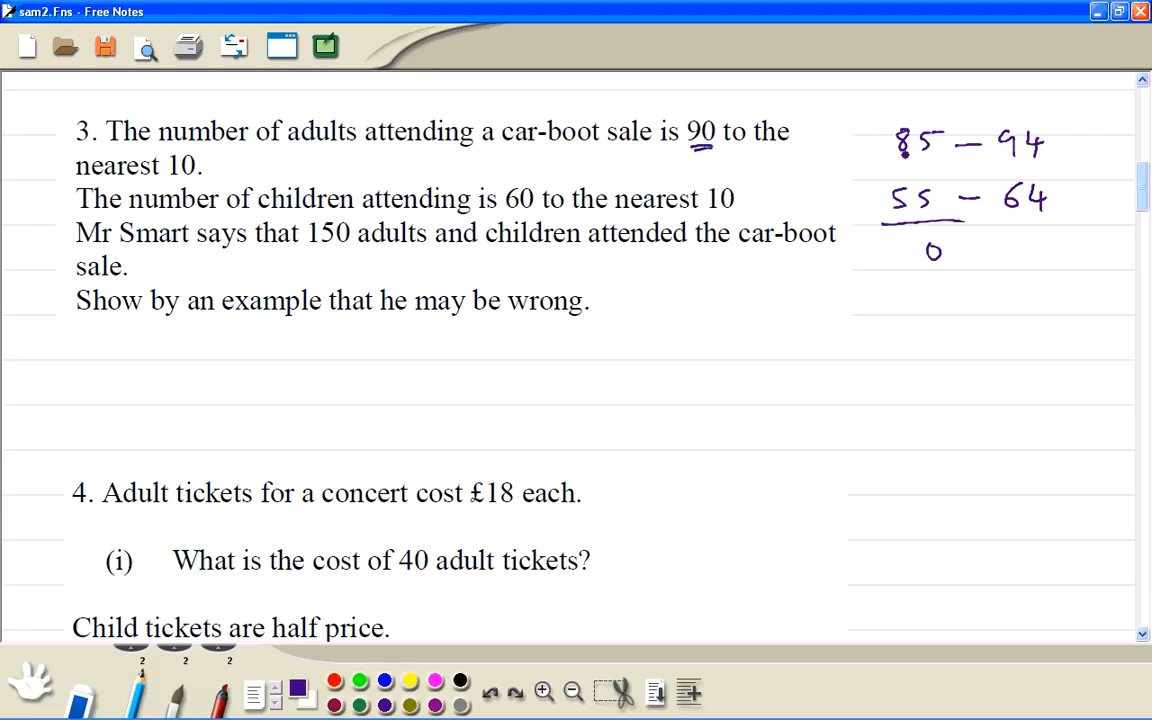 sam2.Fns - Free Notes
3. The number of adults attending a car-boot sale is 90 to the
nearest 10.
The number of children attending is 60 to the nearest 10
Mr Smart says that 150 adults and children attended the car-boot
sale.
Show by an example that he may be wrong.
85 – 94
55 – 64
0
4. Adult tickets for a concert cost £18 each.
(i) What is the cost of 40 adult tickets?
Child tickets are half price.
2 2 2